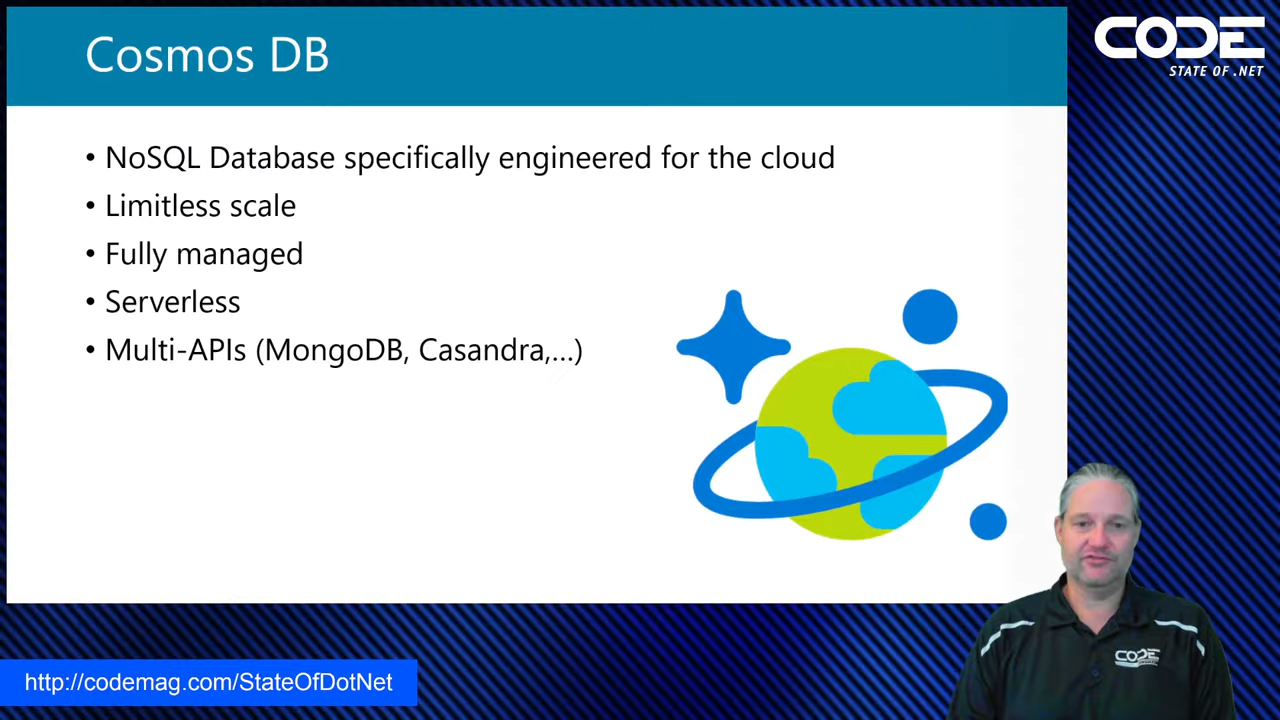 Cosmos DB
CODE
STATE OF .NET
• NoSQL Database specifically engineered for the cloud
• Limitless scale
• Fully managed
• Serverless
• Multi-APIs (MongoDB, Casandra,...)
CODE
http://codemag.com/StateOfDotNet